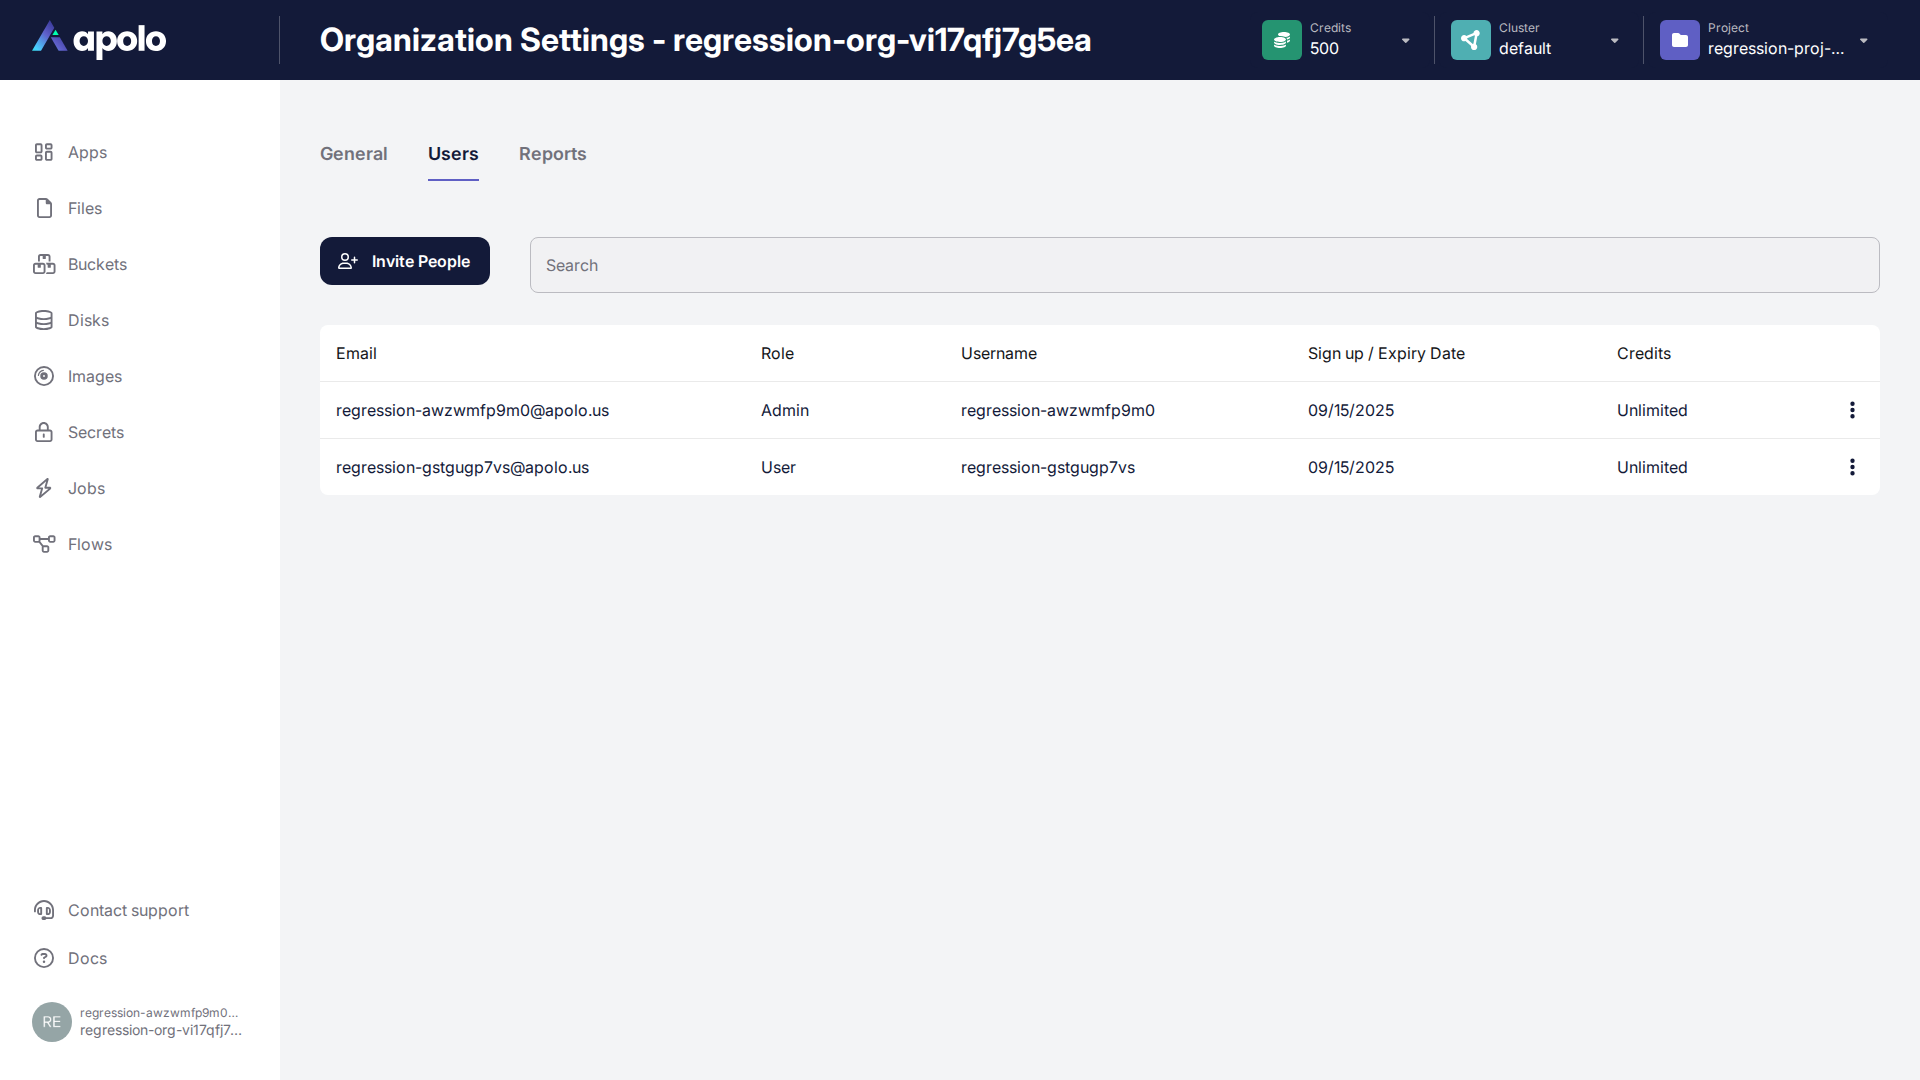 apolo
Organization Settings - regression-org-vi17qfj7g5ea
Credits
500
Cluster
default
Project
regression-proj-...
Apps
Files
Buckets
Disks
Images
Secrets
Jobs
Flows
General
Users
Reports
Invite People
Search
Email Role Username Sign up / Expiry Date Credits
regression-awzwmfp9m0@apolo.us Admin regression-awzwmfp9m0 09/15/2025 Unlimited
regression-gstgugp7vs@apolo.us User regression-gstgugp7vs 09/15/2025 Unlimited
Contact support
Docs
RE
regression-awzwmfp9m0...
regression-org-vi17qfj7...